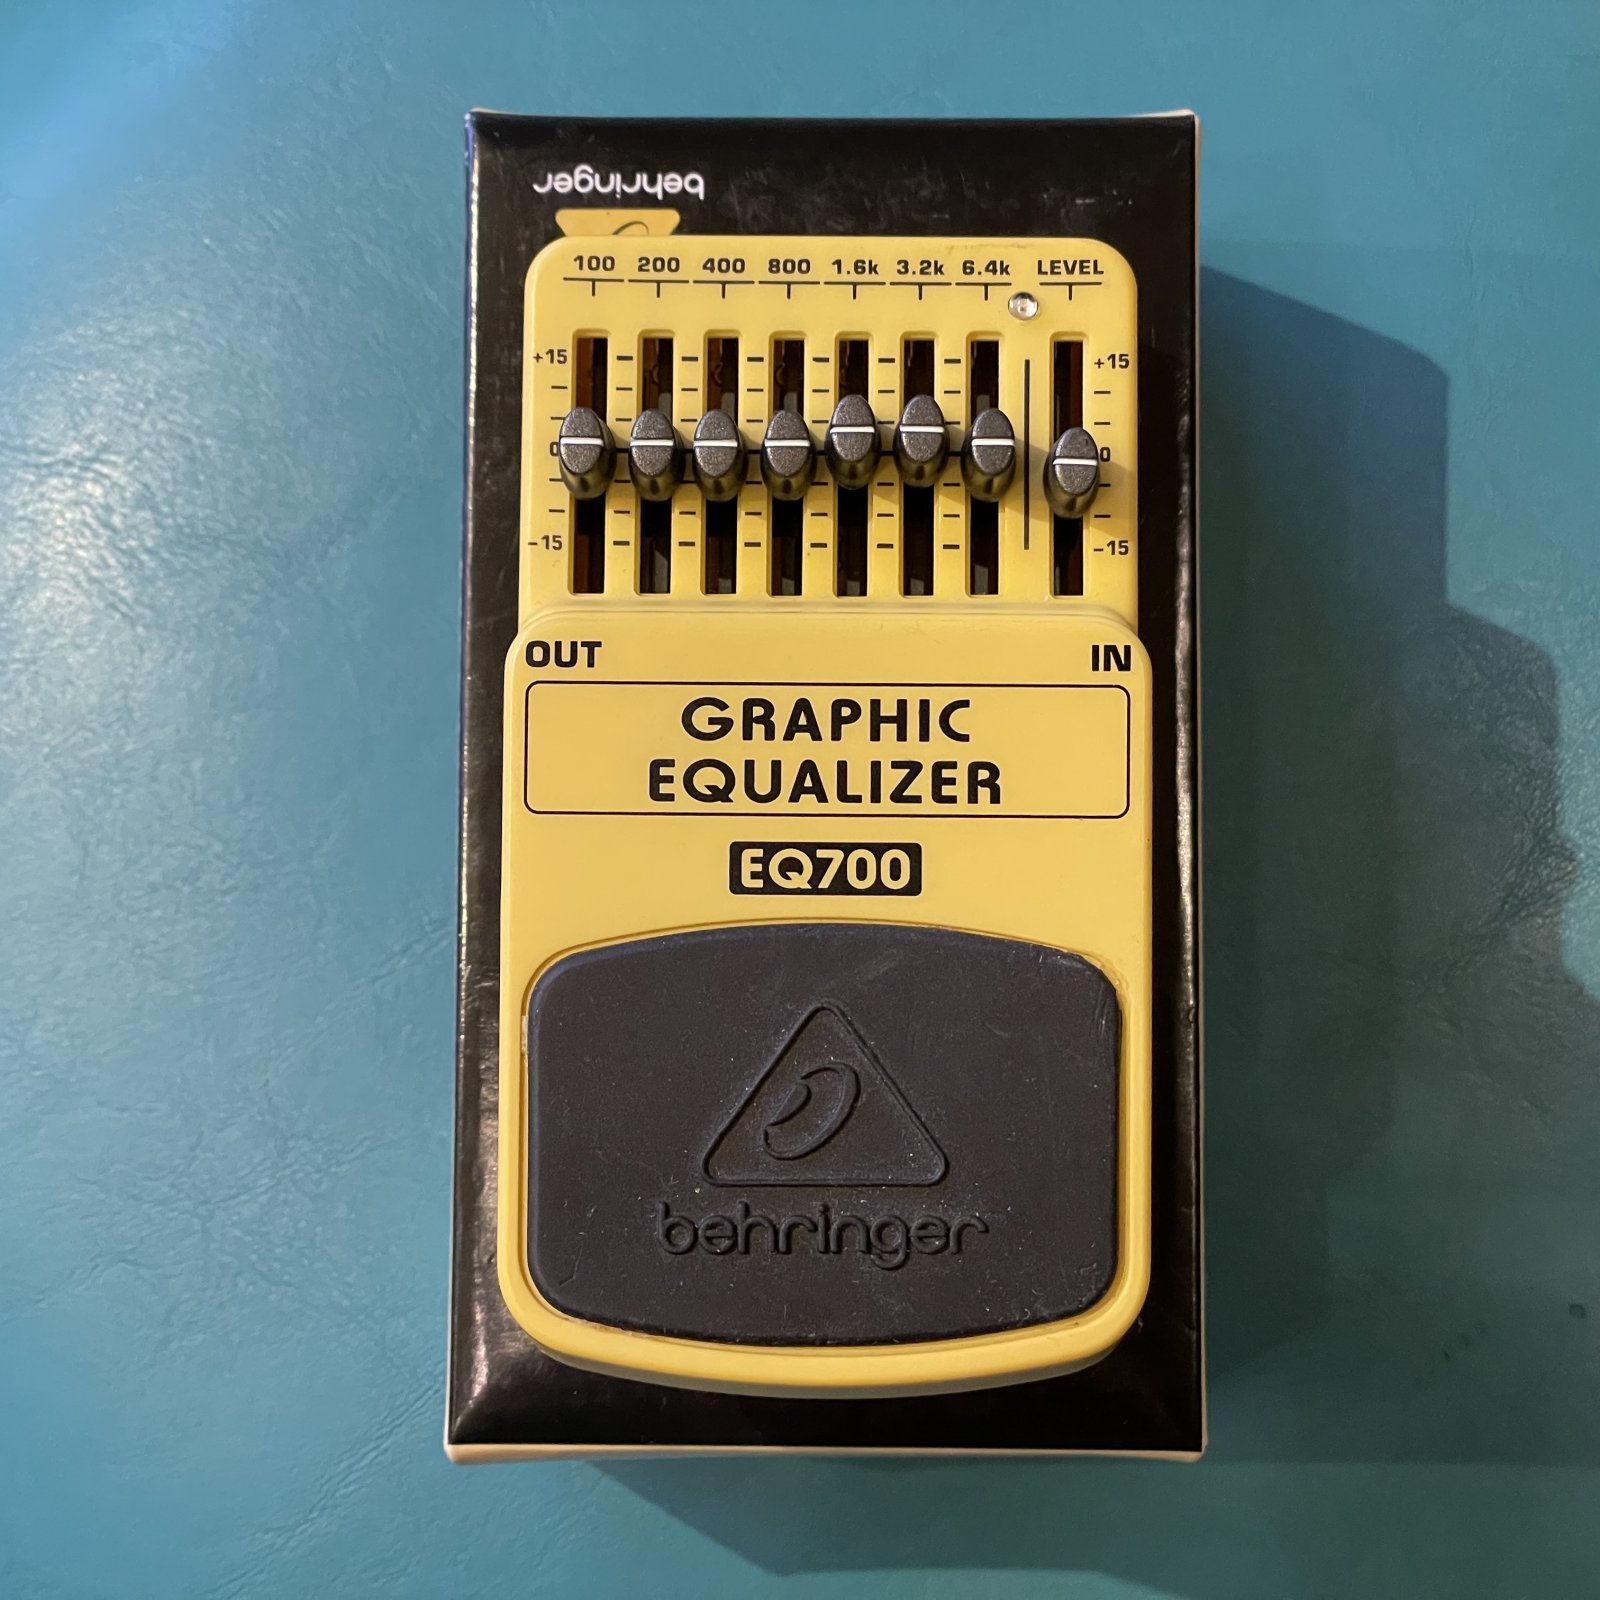 behringer
100 200 400 800 1.6k 3.2k 6.4k LEVEL
+15 +15
0 0
-15 -15
OUT IN
GRAPHIC
EQUALIZER
EQ700
behringer